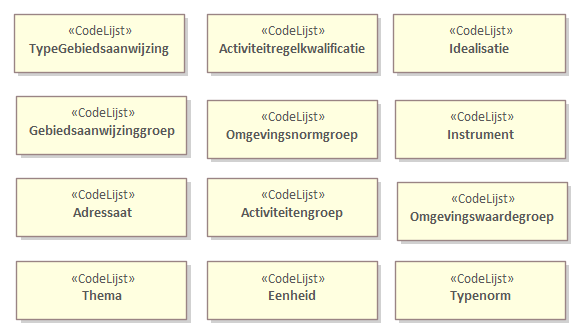 «CodeLijst»
TypeGebiedsaanwijzing
«CodeLijst»
Activiteitregelkwalificatie
«CodeLijst»
Idealisatie
«CodeLijst»
Gebiedsaanwijzinggroep
«CodeLijst»
Omgevingsnormgroep
«CodeLijst»
Instrument
«CodeLijst»
Adressaat
«CodeLijst»
Activiteitengroep
«CodeLijst»
Omgevingswaardegroep
«CodeLijst»
Thema
«CodeLijst»
Eenheid
«CodeLijst»
Typenorm